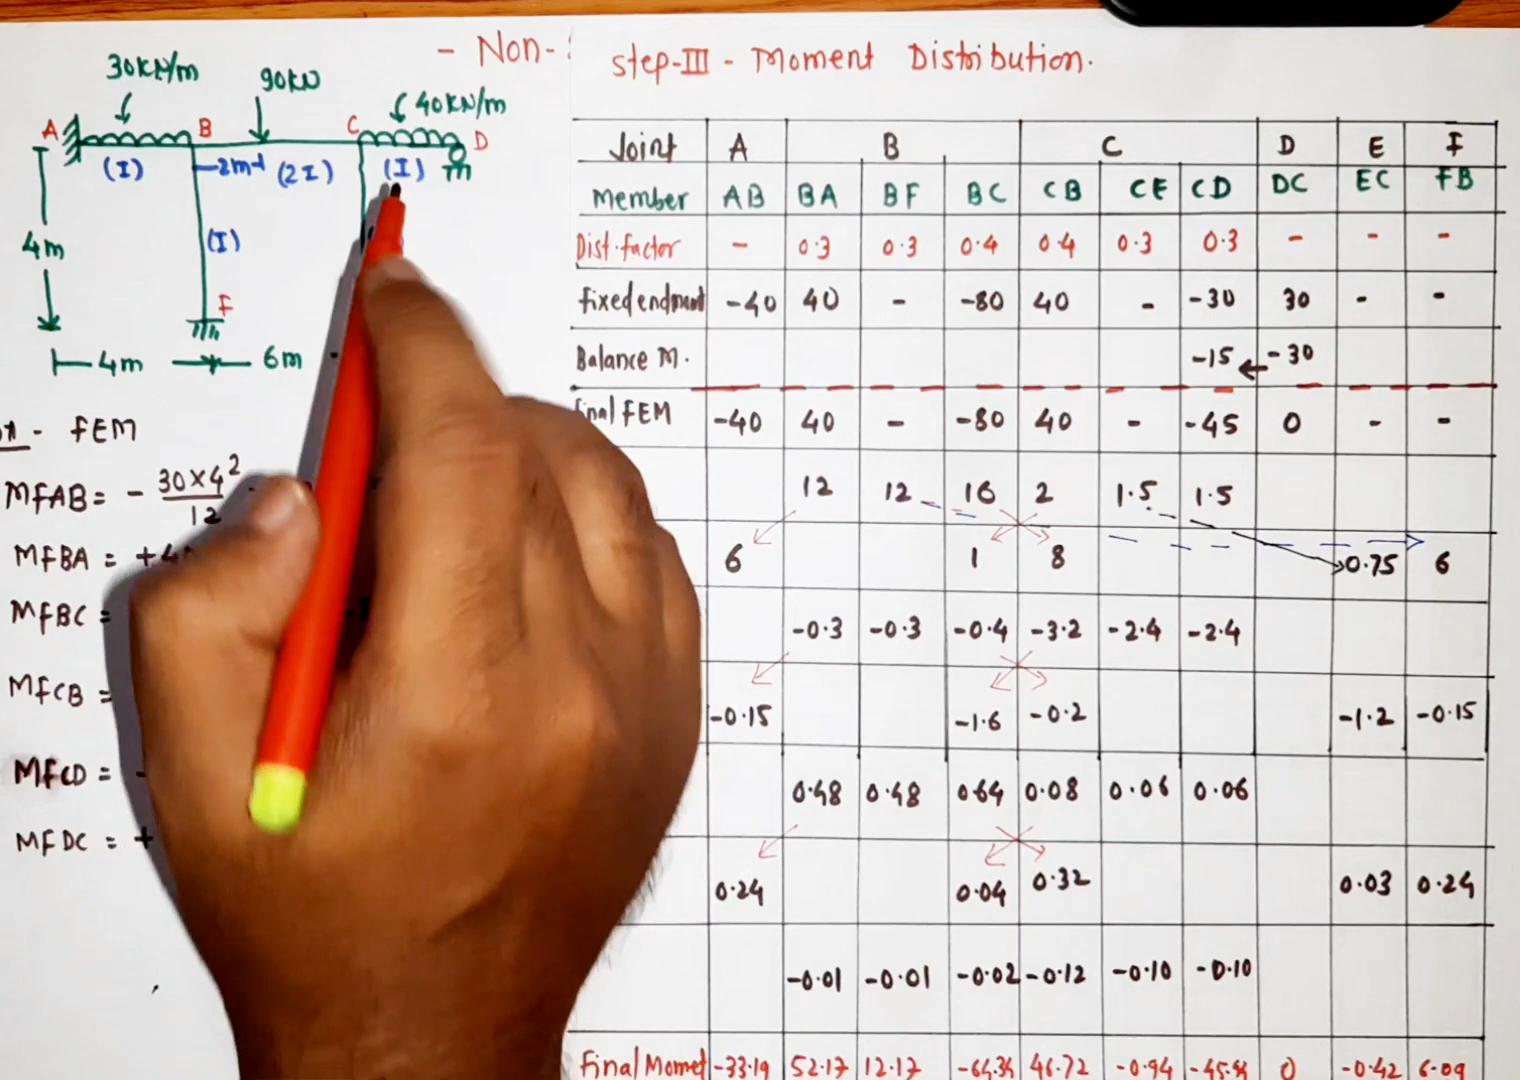 - Non-
30KN/m
90KN
40KN/m
A
B
C
D
(I)
2m
(2I)
(I)
4m
(I)
F
4m
6m
- FEM
MFAB = - 30×4² / 12
MFBA = +40
MFBC =
MFCB =
MFCD = -
MFDC = +
Step-III - Moment Distribution.
Joint A B C D E F
Member AB BA BF BC CB CE CD DC EC FB
Dist.factor - 0.3 0.3 0.4 0.4 0.3 0.3 - - -
Fixed end -40 40 - -80 40 - -30 30 - -
Balance M. -15 -30
Final FEM -40 40 - -80 40 - -45 0 - -
12 12 16 2 1.5 1.5
6 1 8 0.75 6
-0.3 -0.3 -0.4 -3.2 -2.4 -2.4
-0.15 -1.6 -0.2 -1.2 -0.15
0.48 0.48 0.64 0.08 0.06 0.06
0.24 0.04 0.32 0.03 0.24
-0.01 -0.01 -0.02 -0.12 -0.10 -0.10
Final Momet -33.19 52.17 12.17 46.72 -0.94 0 -0.42 6.09